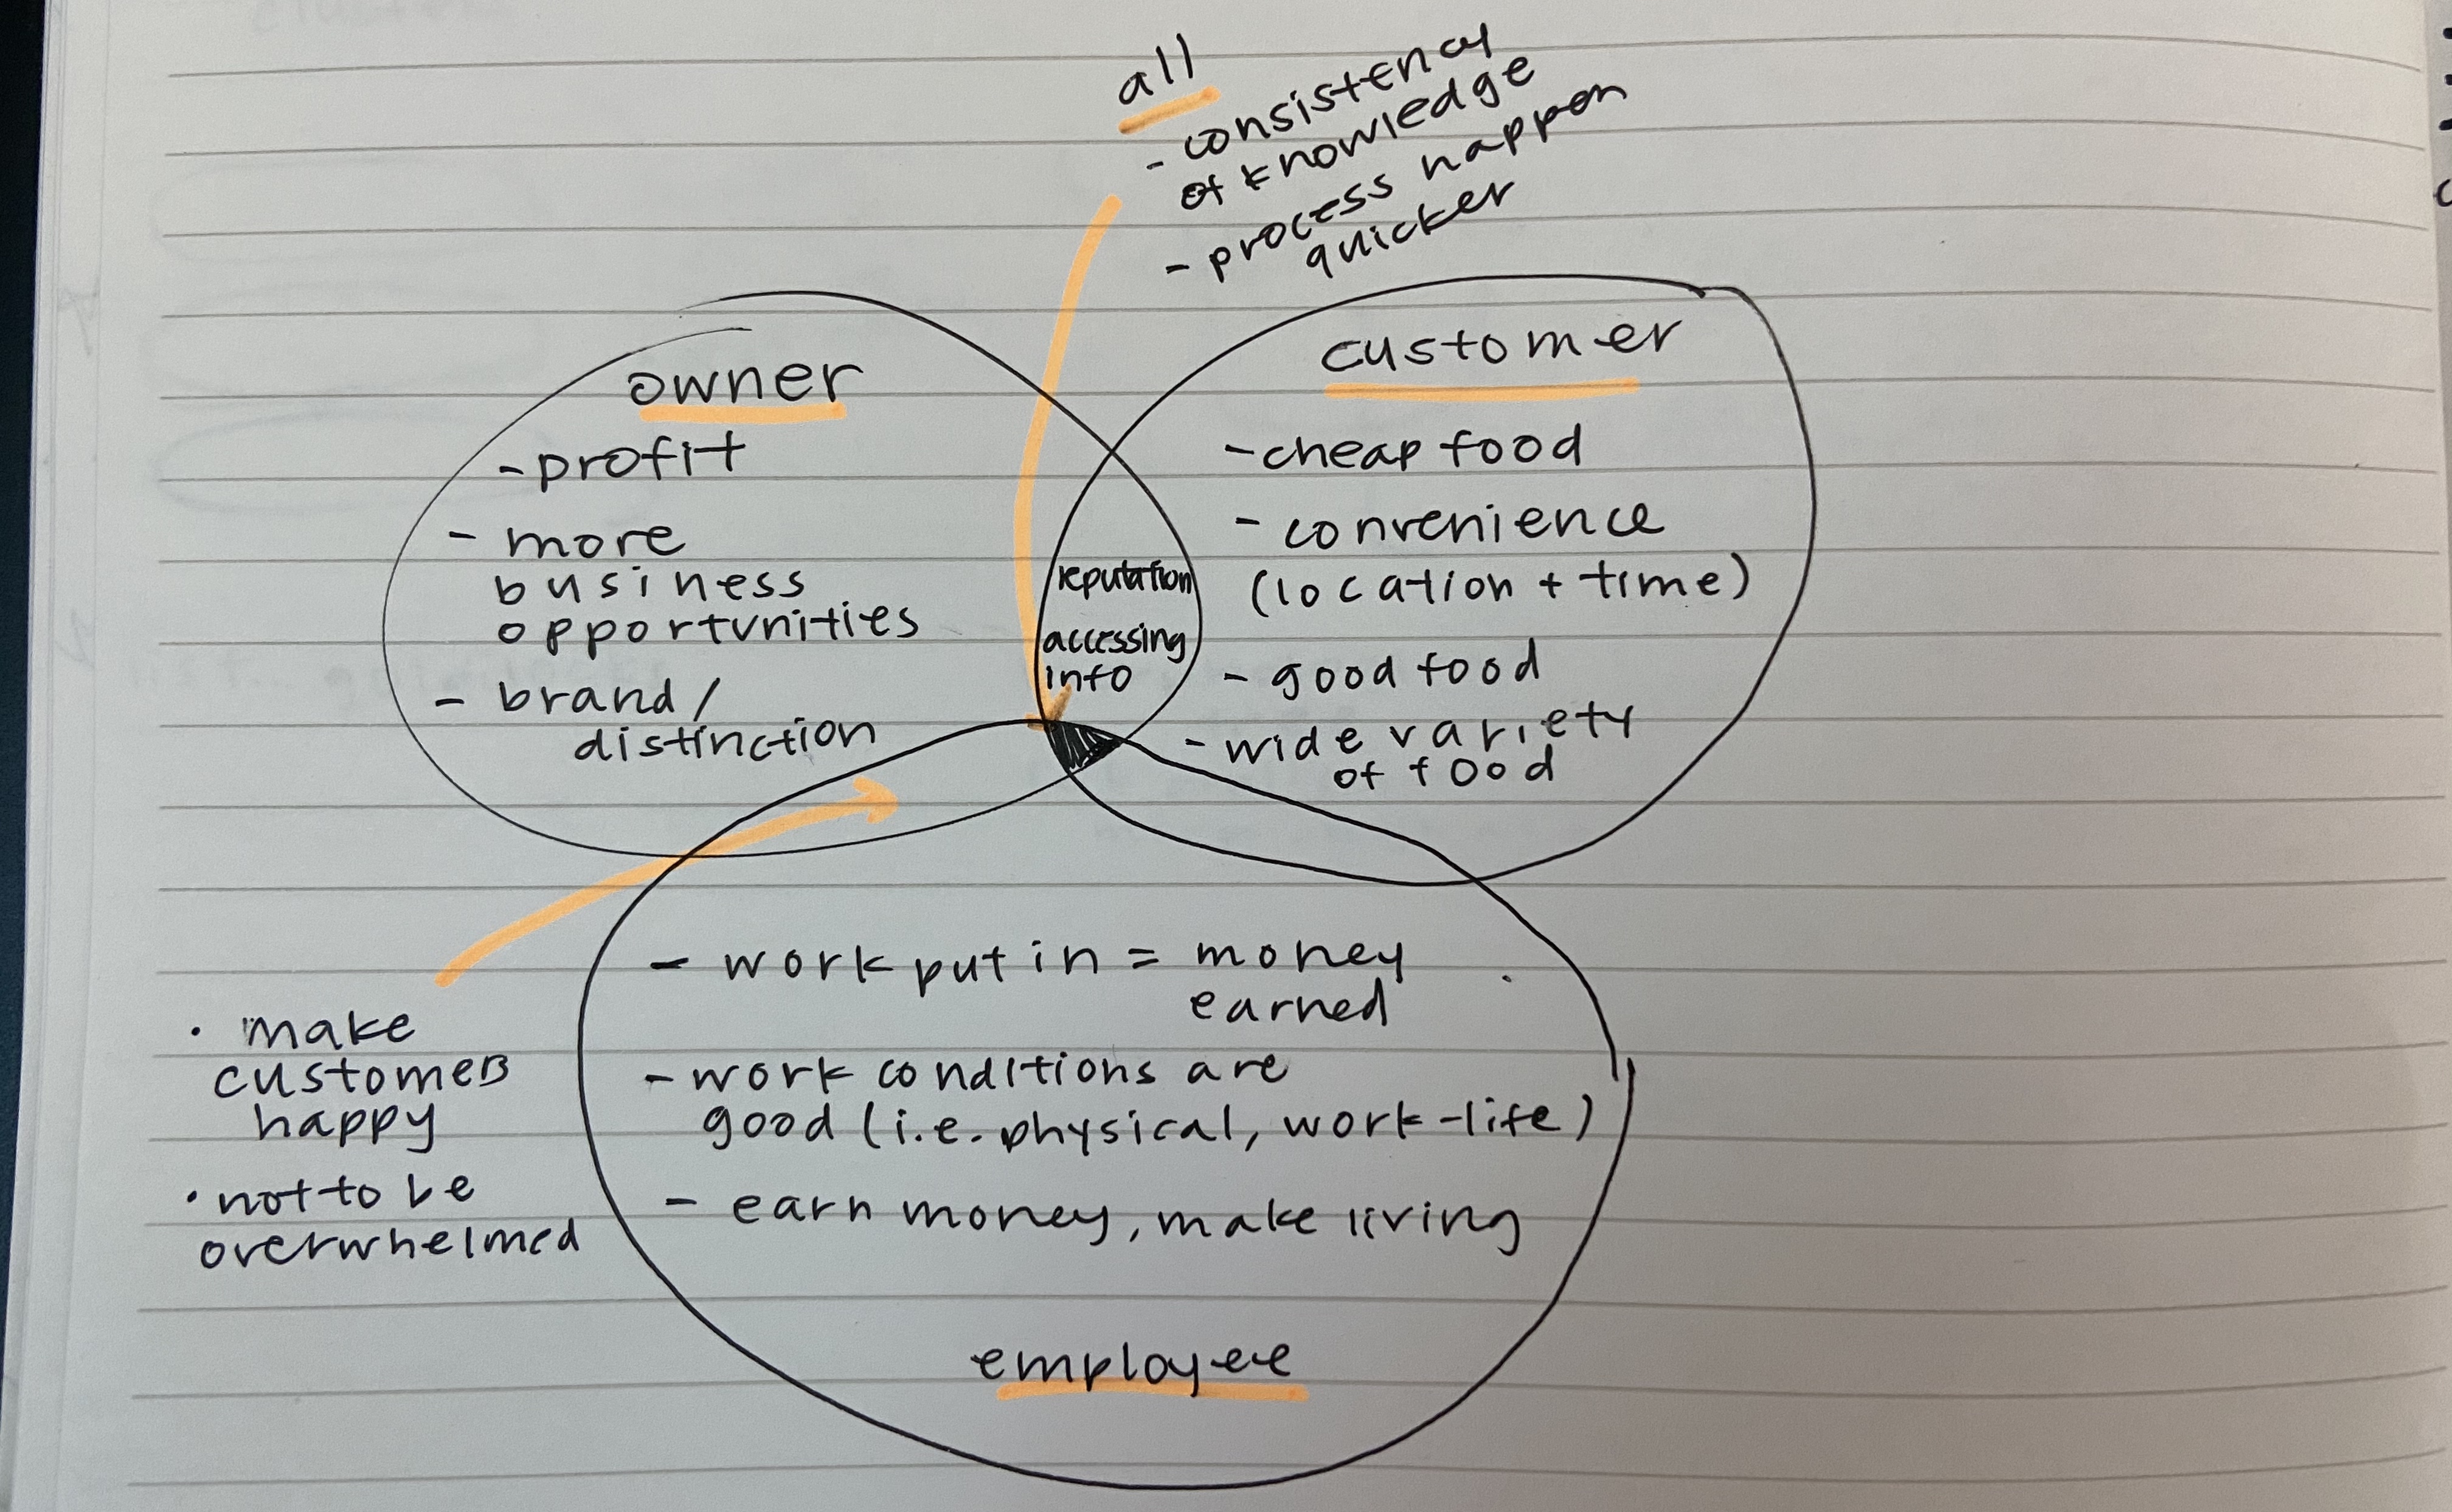 all
- consistency
of knowledge
- process happen
quicker
owner
- profit
- more
business
opportunities
- brand/
distinction
reputation
accessing
info
customer
- cheap food
- convenience
(location + time)
- good food
- wide variety
of food
• make
customers
happy
• not to be
overwhelmed
- work put in = money
earned
- work conditions are
good (i.e. physical, work-life)
- earn money, make living
employee